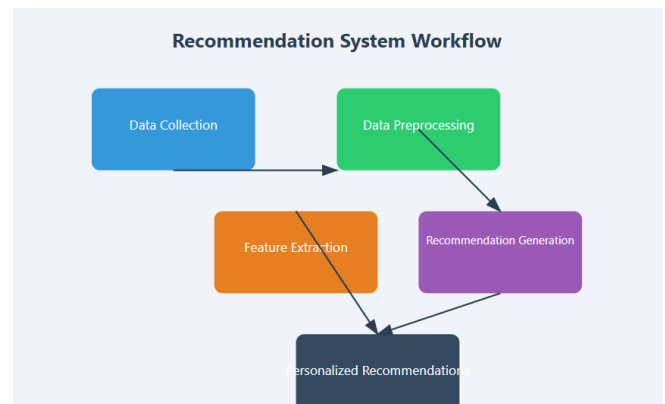 Recommendation System Workflow
Data Collection
Data Preprocessing
Feature Extraction
Recommendation Generation
Personalized Recommendations